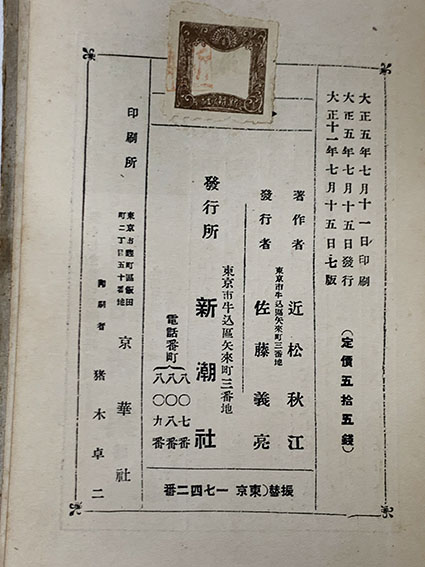 大正五年七月十一日印刷
大正五年七月十五日發行
大正十一年七月十五日七版
(定價五拾五錢)
著作者 近松秋江
東京市牛込區矢來町三番地
發行者 佐藤義亮
東京市牛込區矢來町三番地
發行所 新潮社
電話番町
八〇七番
八〇八番
八〇九番
振替(東京一七四二番
印刷所
東京市麹町區飯田
町二丁目五十番地
京華社
印刷者 猪木卓二